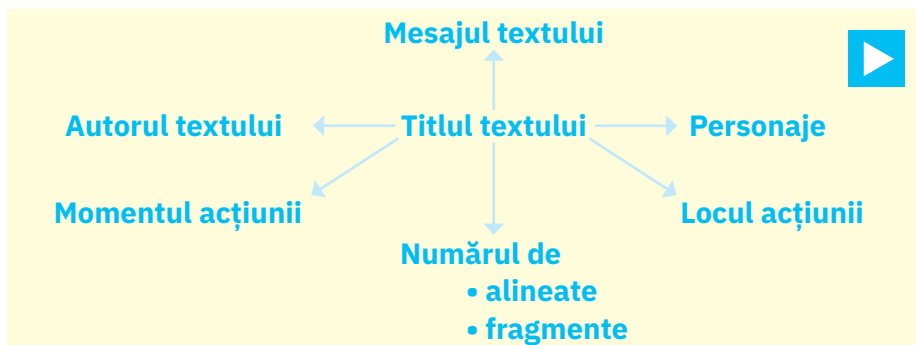 Mesajul textului
Autorul textului
Titlul textului
Personaje
Momentul acțiunii
Locul acțiunii
Numărul de
• alineate
• fragmente